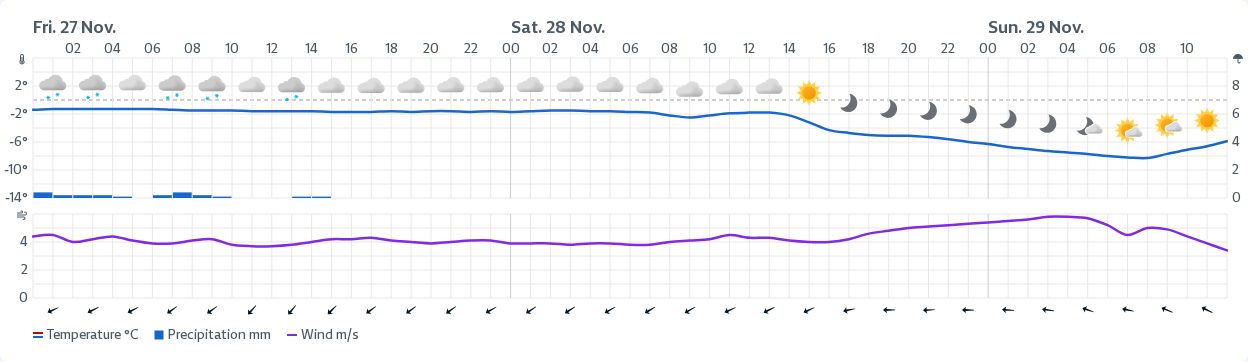 Fri. 27 Nov. Sat. 28 Nov. Sun. 29 Nov.
02 04 06 08 10 12 14 16 18 20 22 00 02 04 06 08 10 12 14 16 18 20 22 00 02 04 06 08 10
2° 8
-2° 6
-6° 4
-10° 2
-14° 0
4
2
0
Temperature °C Precipitation mm Wind m/s